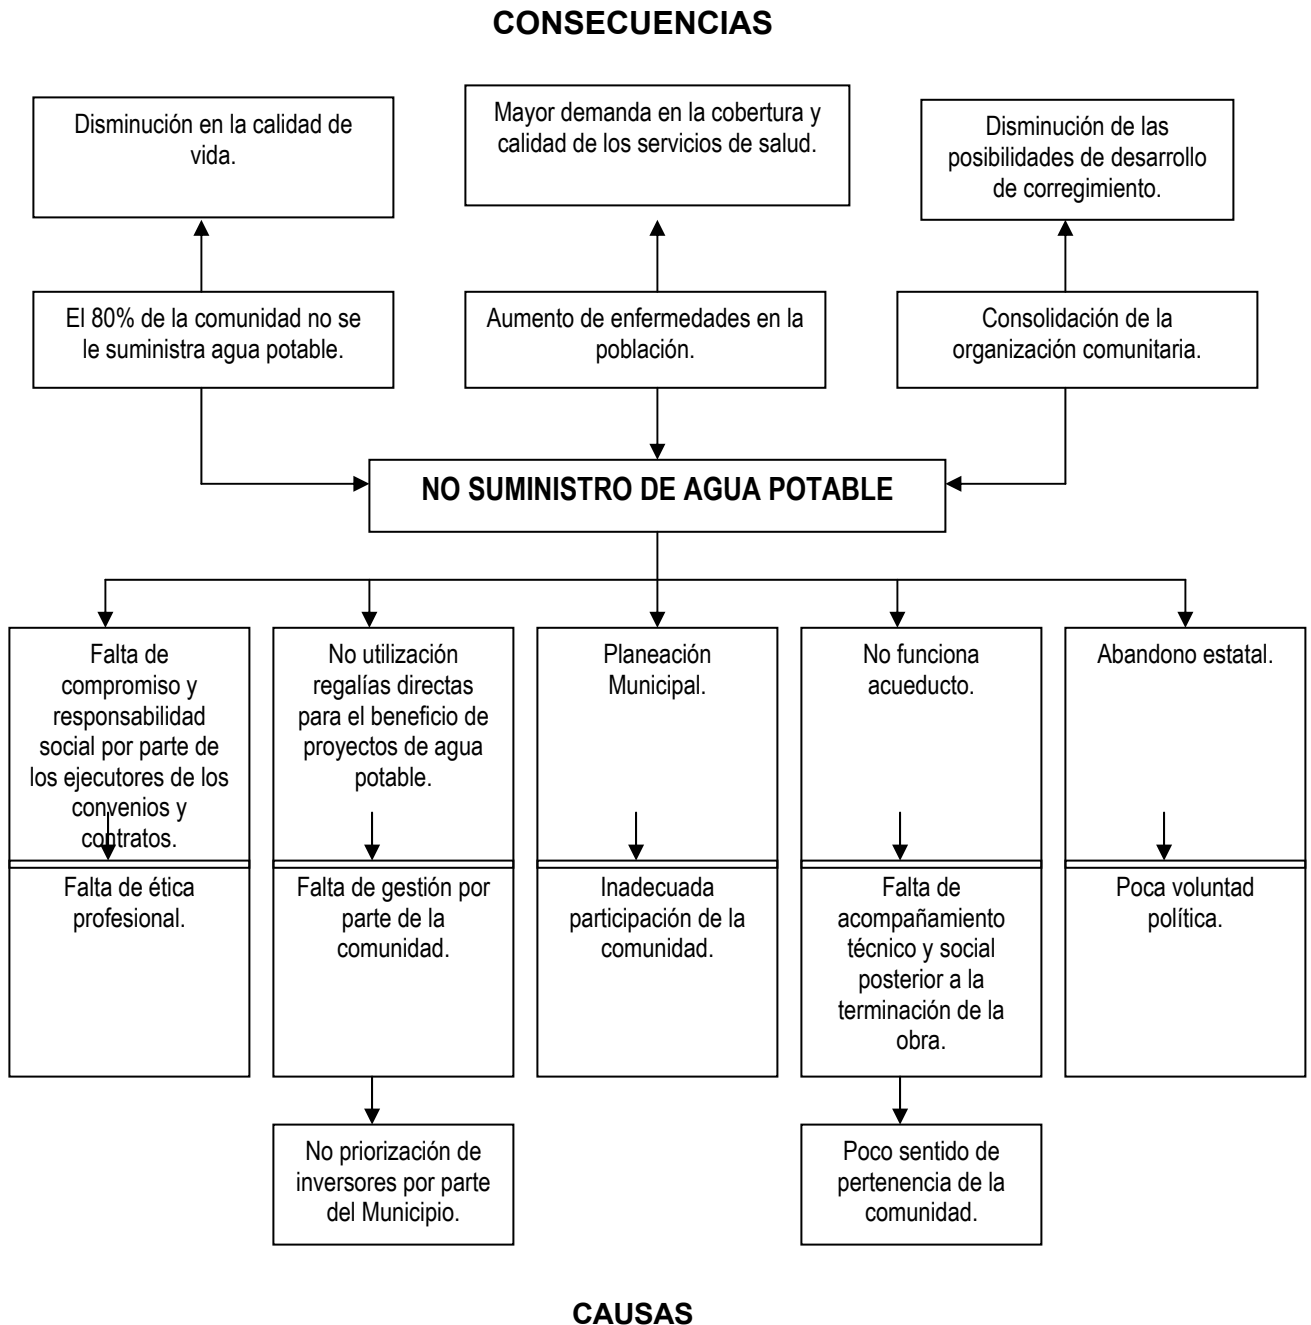 CONSECUENCIAS
Disminución en la calidad de
vida.
Mayor demanda en la cobertura y
calidad de los servicios de salud.
Disminución de las
posibilidades de desarrollo
de corregimiento.
El 80% de la comunidad no se
le suministra agua potable.
Aumento de enfermedades en la
población.
Consolidación de la
organización comunitaria.
NO SUMINISTRO DE AGUA POTABLE
Falta de
compromiso y
responsabilidad
social por parte de
los ejecutores de los
convenios y
contratos.
No utilización
regalías directas
para el beneficio de
proyectos de agua
potable.
Planeación
Municipal.
No funciona
acueducto.
Abandono estatal.
Falta de ética
profesional.
Falta de gestión por
parte de la
comunidad.
Inadecuada
participación de la
comunidad.
Falta de
acompañamiento
técnico y social
posterior a la
terminación de la
obra.
Poca voluntad
política.
No priorización de
inversores por parte
del Municipio.
Poco sentido de
pertenencia de la
comunidad.
CAUSAS